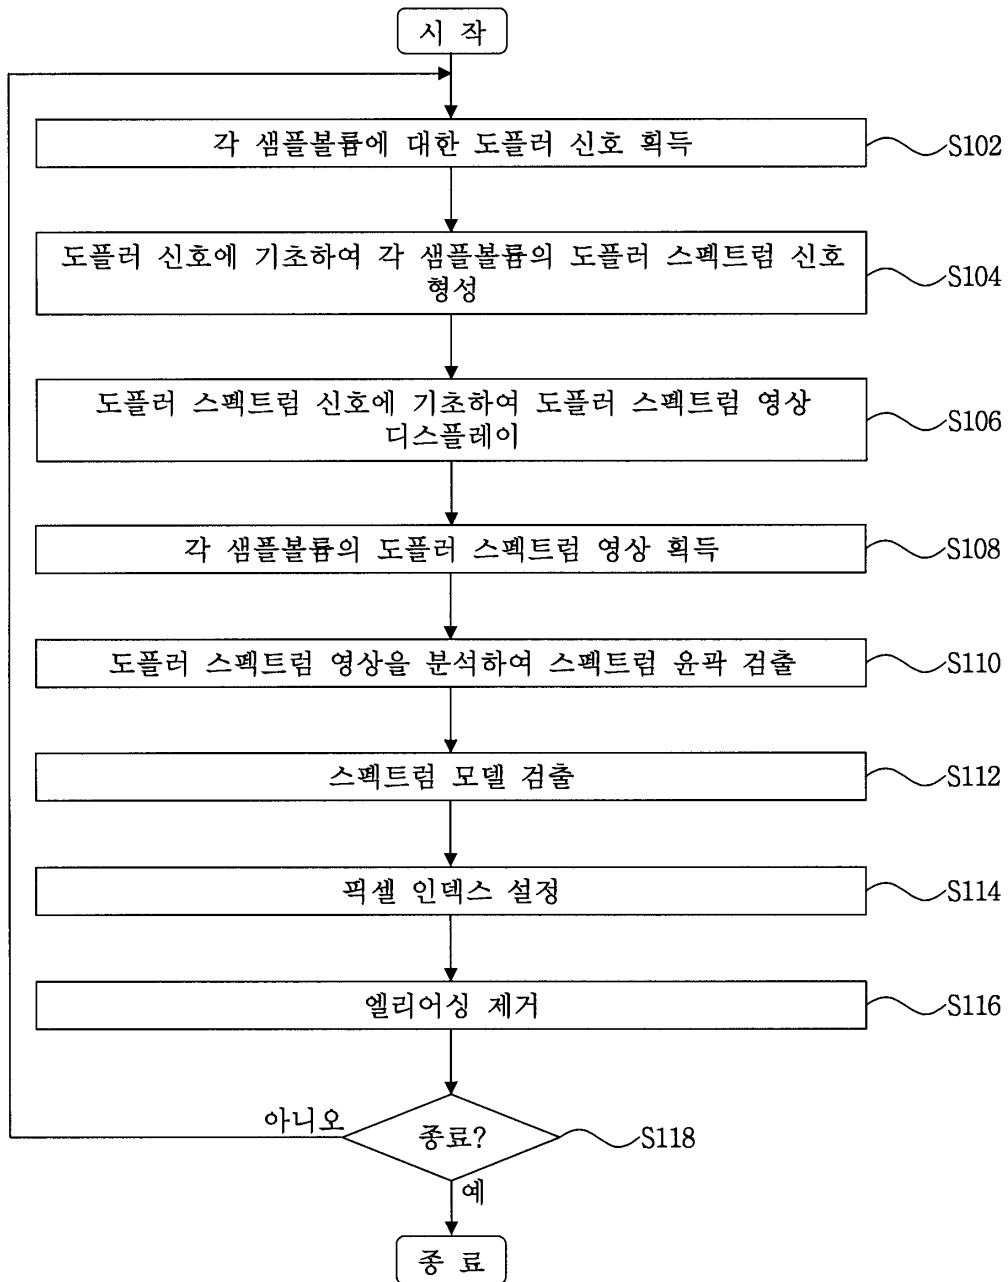 시 작
각 샘플볼륨에 대한 도플러 신호 획득
S102
도플러 신호에 기초하여 각 샘플볼륨의 도플러 스펙트럼 신호
형성
S104
도플러 스펙트럼 신호에 기초하여 도플러 스펙트럼 영상
디스플레이
S106
각 샘플볼륨의 도플러 스펙트럼 영상 획득
S108
도플러 스펙트럼 영상을 분석하여 스펙트럼 윤곽 검출
S110
스펙트럼 모델 검출
S112
픽셀 인덱스 설정
S114
엘리어싱 제거
S116
아니오
종료?
S118
예
종 료